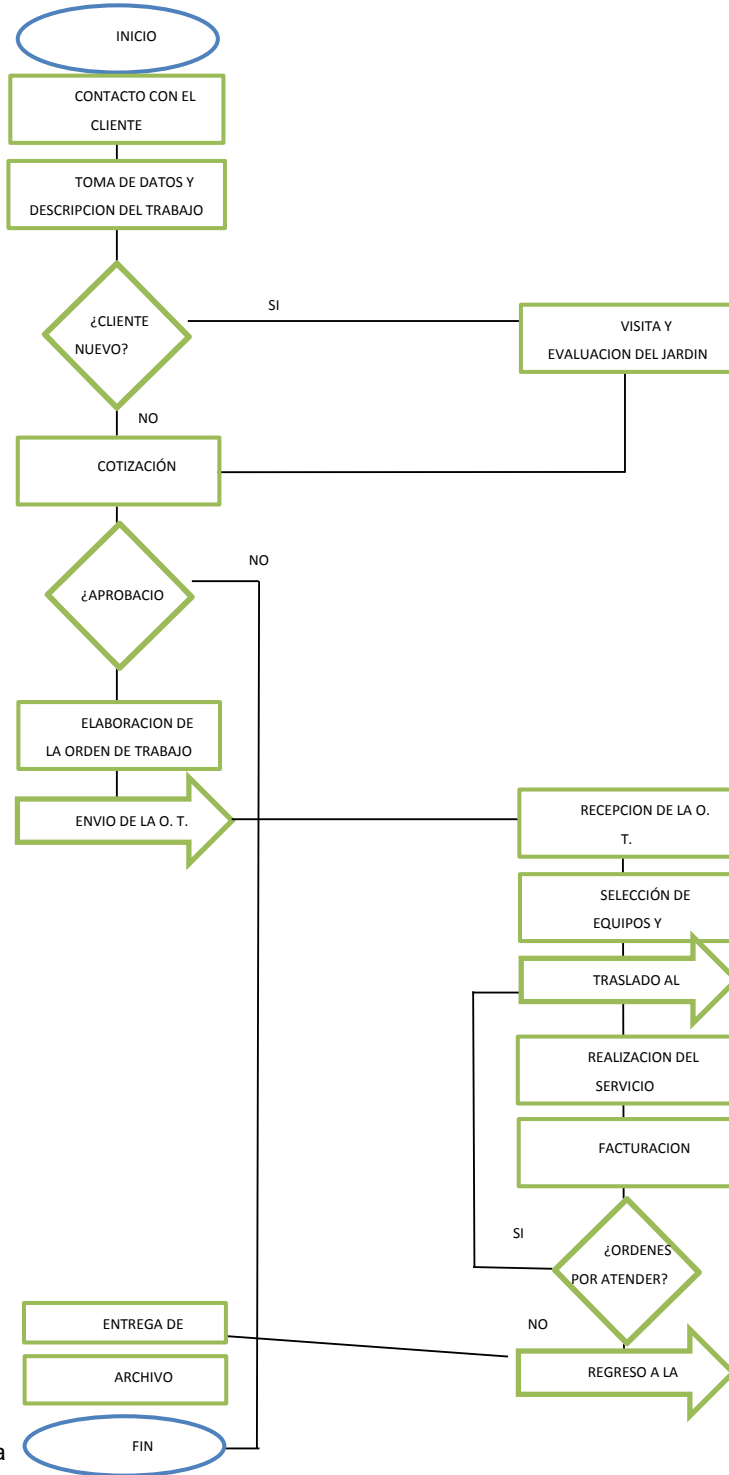 INICIO
CONTACTO CON EL
CLIENTE
TOMA DE DATOS Y
DESCRIPCION DEL TRABAJO
¿CLIENTE
NUEVO?
SI
VISITA Y
EVALUACION DEL JARDIN
NO
COTIZACIÓN
NO
¿APROBACIO
ELABORACION DE
LA ORDEN DE TRABAJO
ENVIO DE LA O. T.
RECEPCION DE LA O.
T.
SELECCIÓN DE
EQUIPOS Y
TRASLADO AL
REALIZACION DEL
SERVICIO
FACTURACION
SI
¿ORDENES
POR ATENDER?
NO
ENTREGA DE
REGRESO A LA
ARCHIVO
FIN
a